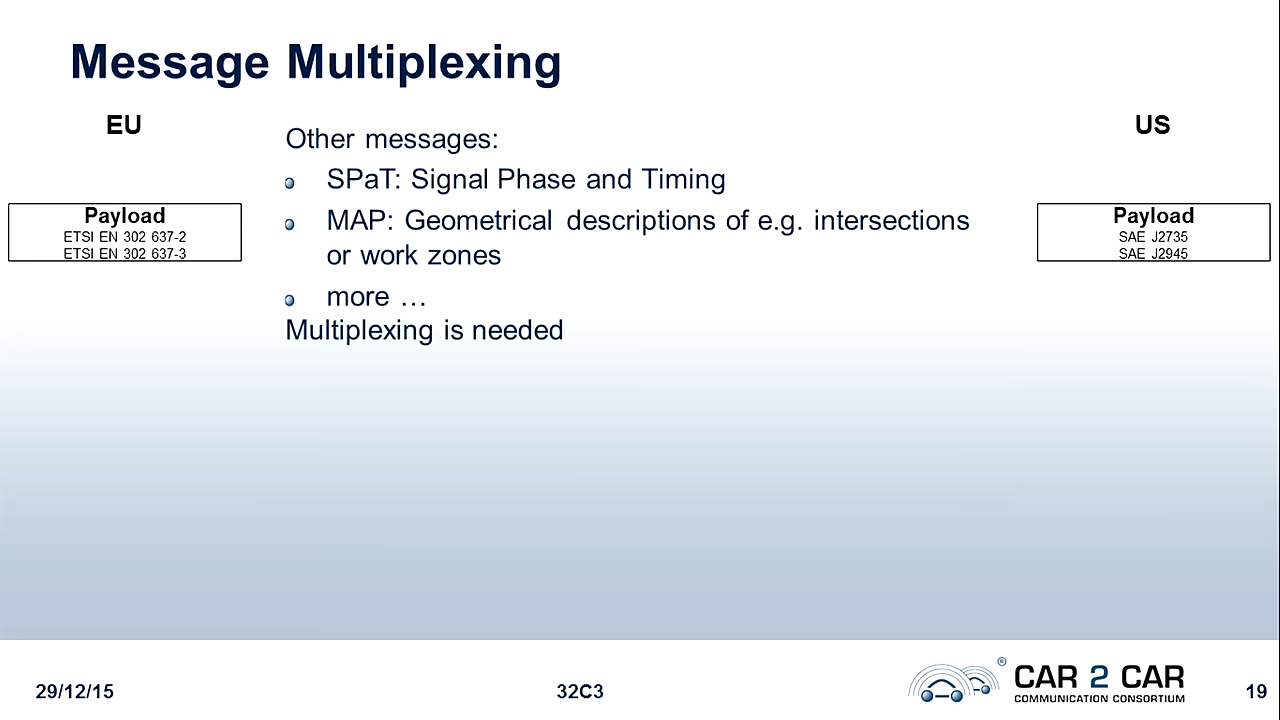 Message Multiplexing
EU
Payload
ETSI EN 302 637-2
ETSI EN 302 637-3
Other messages:
SPaT: Signal Phase and Timing
MAP: Geometrical descriptions of e.g. intersections
or work zones
more …
Multiplexing is needed
US
Payload
SAE J2735
SAE J2945
29/12/15
32C3
® CAR 2 CAR
COMMUNICATION CONSORTIUM
19